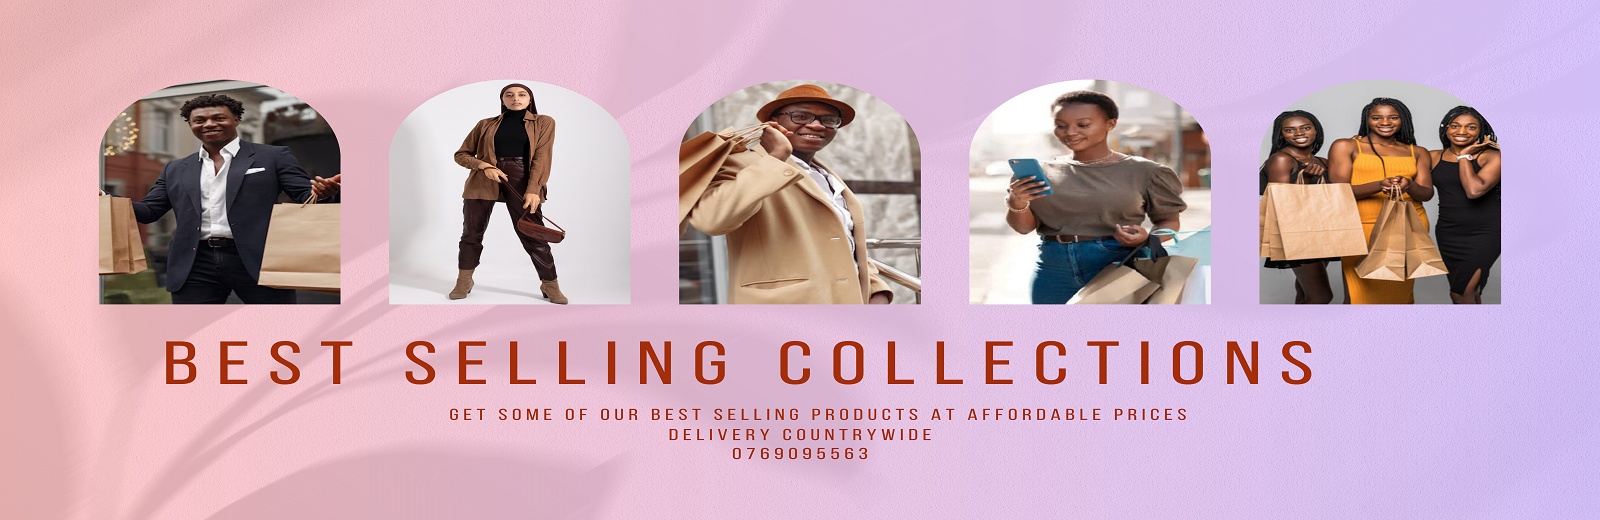 BEST SELLING COLLECTIONS
GET SOME OF OUR BEST SELLING PRODUCTS AT AFFORDABLE PRICES
DELIVERY COUNTRYWIDE
0769095563